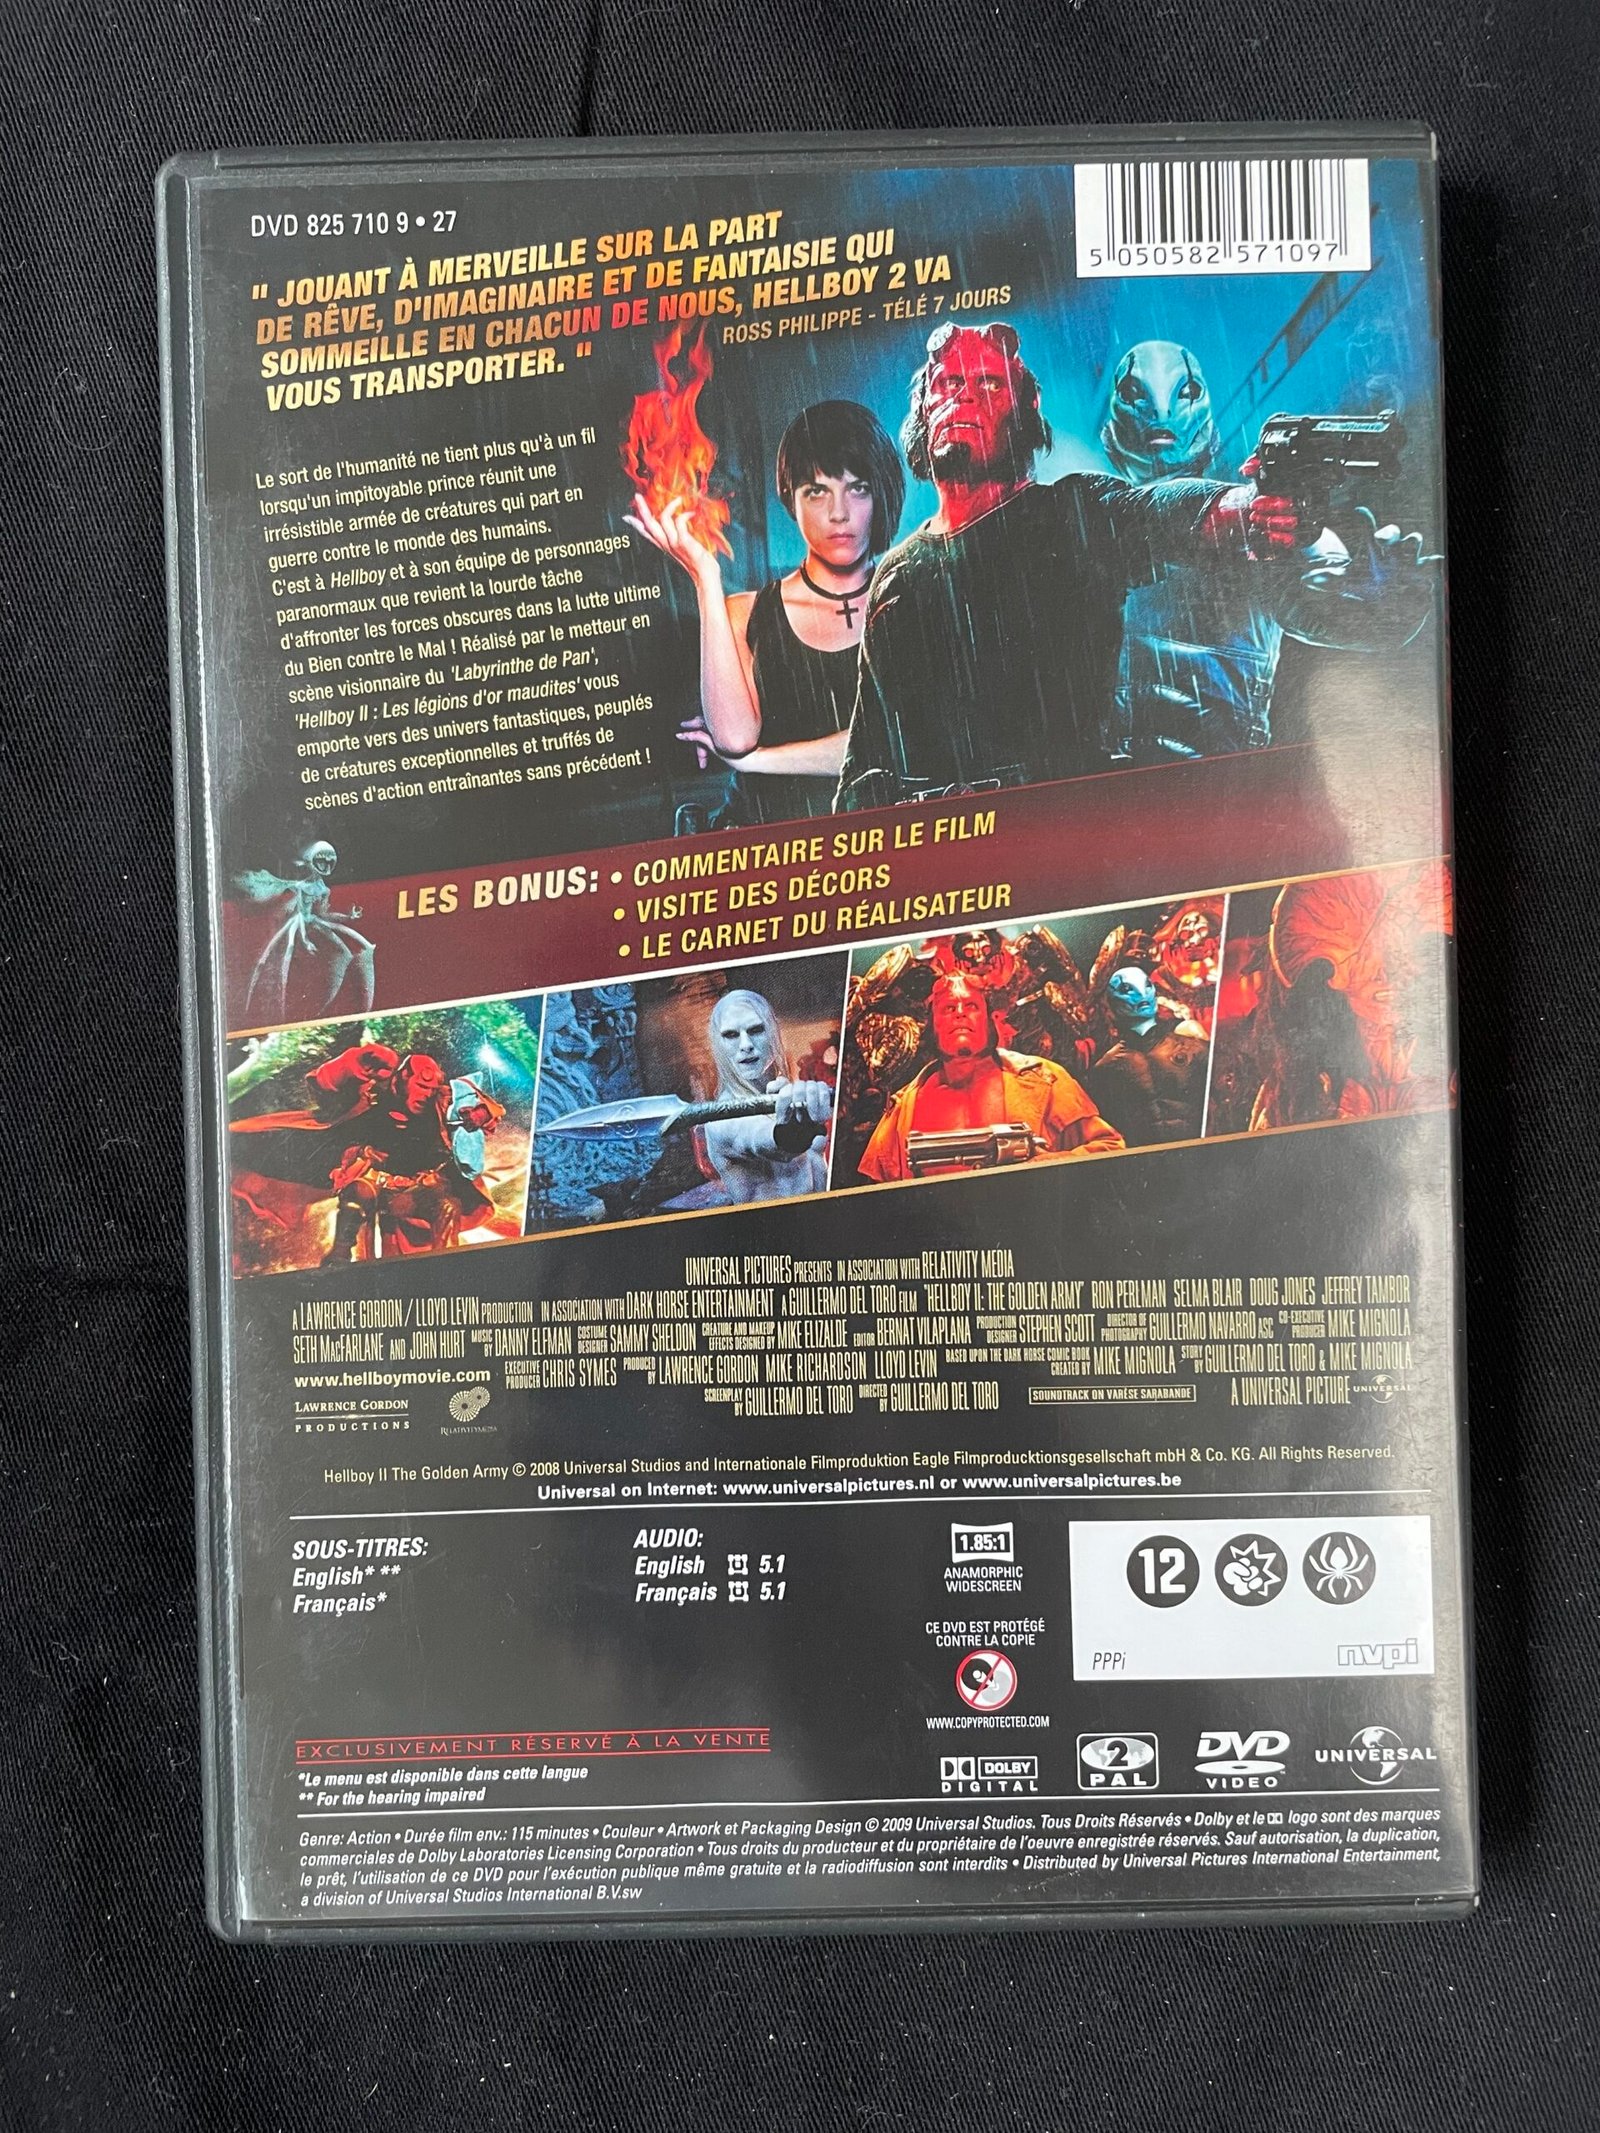 DVD 825 710 9 • 27
5 050582 571097
" JOUANT À MERVEILLE SUR LA PART
DE RÊVE, D'IMAGINAIRE ET DE FANTAISIE QUI
SOMMEILLE EN CHACUN DE NOUS, HELLBOY 2 VA
VOUS TRANSPORTER. "
ROSS PHILIPPE - TÉLÉ 7 JOURS
Le sort de l'humanité ne tient plus qu'à un fil
lorsqu'un impitoyable prince réunit une
irrésistible armée de créatures qui part en
guerre contre le monde des humains.
C'est à Hellboy et à son équipe de personnages
paranormaux que revient la lourde tâche
d'affronter les forces obscures dans la lutte ultime
du Bien contre le Mal ! Réalisé par le metteur en
scène visionnaire du 'Labyrinthe de Pan',
'Hellboy II : Les légions d'or maudites' vous
emporte vers des univers fantastiques, peuplés
de créatures exceptionnelles et truffés de
scènes d'action entraînantes sans précédent !
LES BONUS: • COMMENTAIRE SUR LE FILM
• VISITE DES DÉCORS
• LE CARNET DU RÉALISATEUR
UNIVERSAL PICTURES PRESENTS IN ASSOCIATION WITH RELATIVITY MEDIA
A LAWRENCE GORDON / LLOYD LEVIN PRODUCTION IN ASSOCIATION WITH DARK HORSE ENTERTAINMENT A GUILLERMO DEL TORO FILM "HELLBOY II: THE GOLDEN ARMY" RON PERLMAN SELMA BLAIR DOUG JONES JEFFREY TAMBOR
SETH MACFARLANE AND JOHN HURT MUSIC BY DANNY ELFMAN COSTUME DESIGNER SAMMY SHELDON CREATURE AND MAKEUP EFFECTS DESIGNED BY MIKE ELIZALDE EDITOR BERNAT VILAPLANA PRODUCTION DESIGNER STEPHEN SCOTT DIRECTOR OF PHOTOGRAPHY GUILLERMO NAVARRO ASC CO-EXECUTIVE PRODUCER MIKE MIGNOLA
www.hellboymovie.com EXECUTIVE PRODUCER CHRIS SYMES PRODUCED BY LAWRENCE GORDON MIKE RICHARDSON LLOYD LEVIN BASED UPON THE DARK HORSE COMIC BOOK CREATED BY MIKE MIGNOLA STORY BY GUILLERMO DEL TORO & MIKE MIGNOLA
SCREENPLAY BY GUILLERMO DEL TORO DIRECTED BY GUILLERMO DEL TORO SOUNDTRACK ON VARÈSE SARABANDE A UNIVERSAL PICTURE UNIVERSAL
LAWRENCE GORDON
PRODUCTIONS
RELATIVITYMEDIA
Hellboy II The Golden Army © 2008 Universal Studios and Internationale Filmproduktion Eagle Filmproducktionsgesellschaft mbH & Co. KG. All Rights Reserved.
Universal on Internet: www.universalpictures.nl or www.universalpictures.be
SOUS-TITRES:
English* **
Français*
AUDIO:
English 5.1
Français 5.1
1.85:1
ANAMORPHIC
WIDESCREEN
CE DVD EST PROTÉGÉ
CONTRE LA COPIE
WWW.COPYPROTECTED.COM
12
PPPi
nvpi
EXCLUSIVEMENT RÉSERVÉ À LA VENTE
*Le menu est disponible dans cette langue
** For the hearing impaired
DOLBY
DIGITAL
2
PAL
DVD
VIDEO
UNIVERSAL
Genre: Action • Durée film env.: 115 minutes • Couleur • Artwork et Packaging Design © 2009 Universal Studios. Tous Droits Réservés • Dolby et le logo sont des marques
commerciales de Dolby Laboratories Licensing Corporation • Tous droits du producteur et du propriétaire de l'oeuvre enregistrée réservés. Sauf autorisation, la duplication,
le prêt, l'utilisation de ce DVD pour l'exécution publique même gratuite et la radiodiffusion sont interdits • Distributed by Universal Pictures International Entertainment,
a division of Universal Studios International B.V.sw